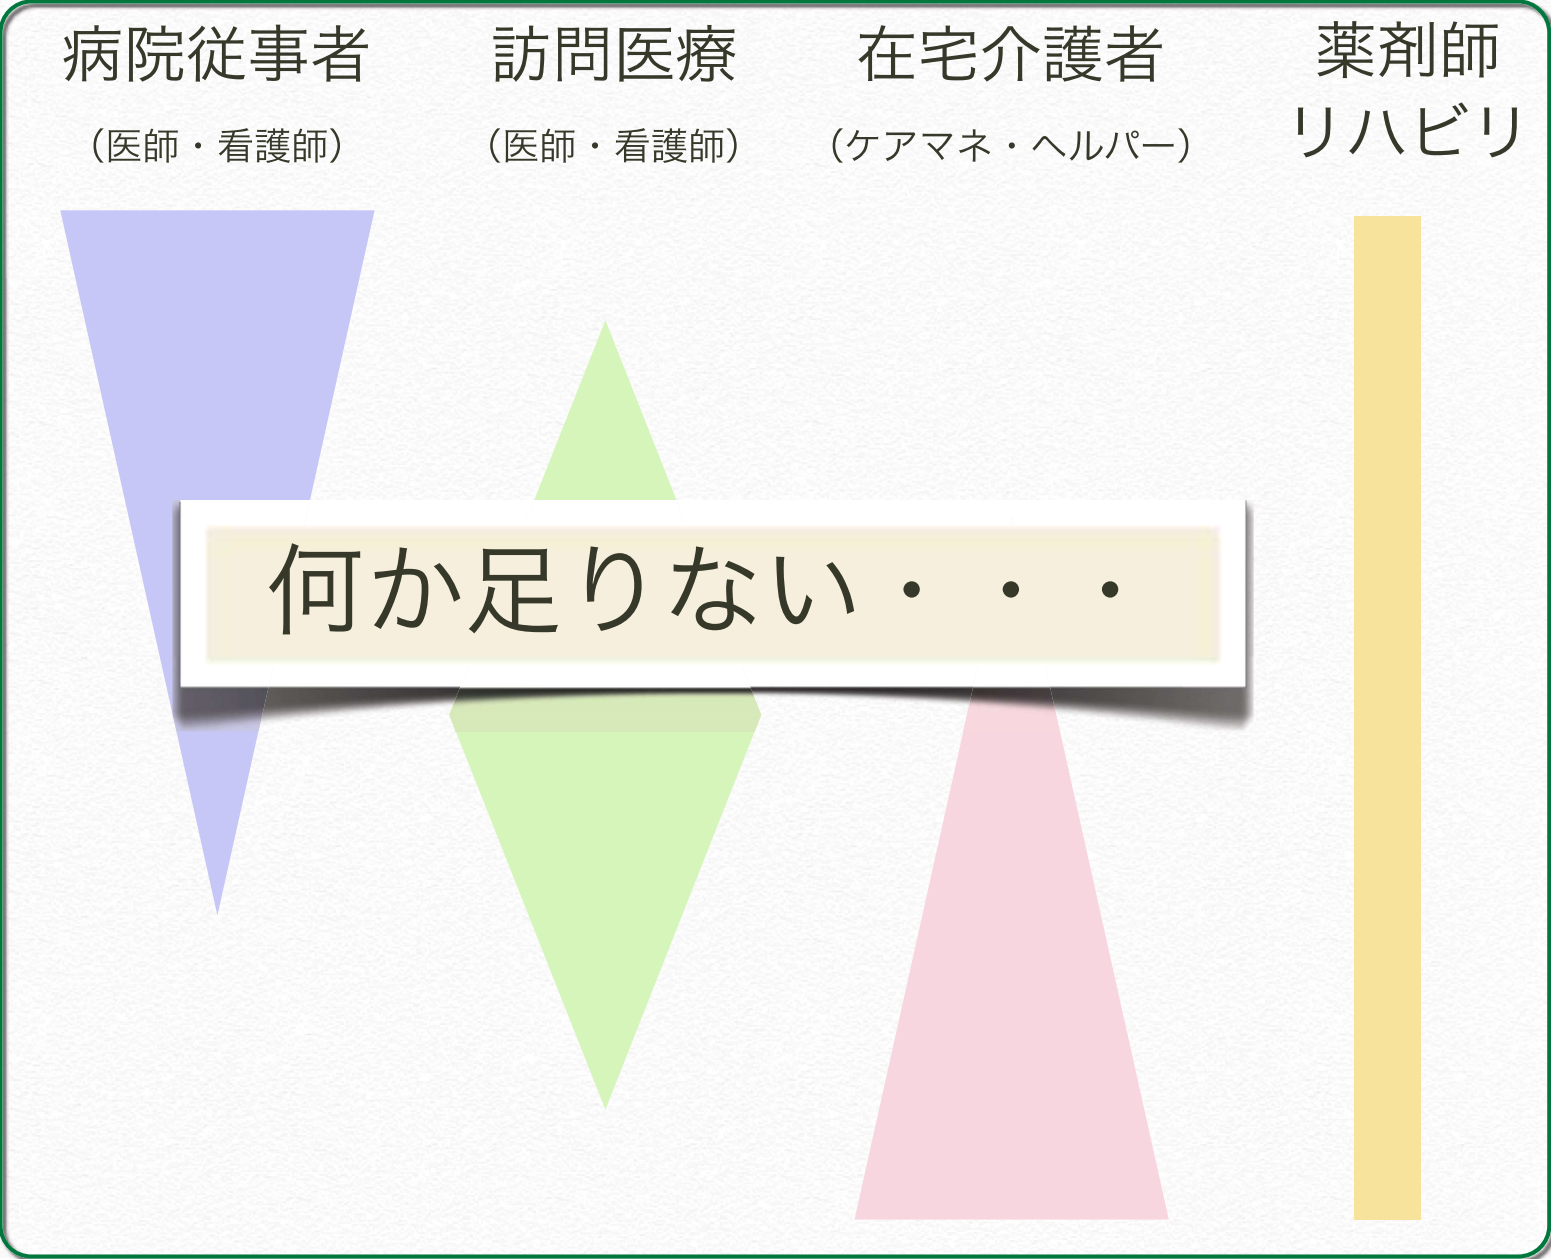 病院従事者
（医師・看護師）
訪問医療
（医師・看護師）
在宅介護者
（ケアマネ・ヘルパー）
薬剤師
リハビリ
何か足りない・・・